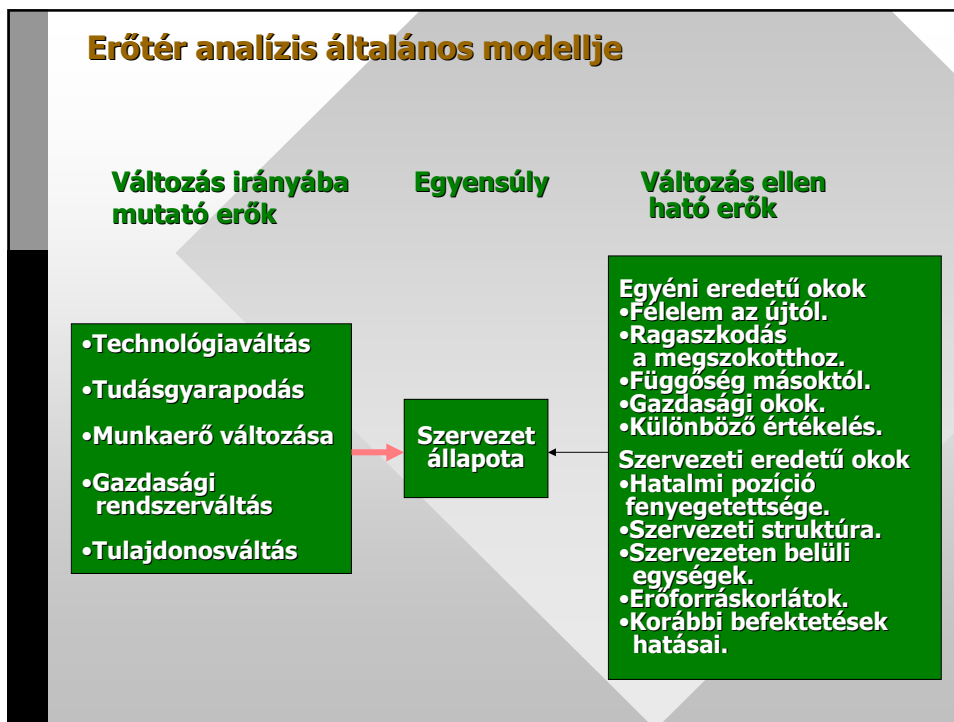 Erőtér analízis általános modellje
Változás irányába
mutató erők
Egyensúly
Változás ellen
ható erők
•Technológiaváltás
•Tudásgyarapodás
•Munkaerő változása
•Gazdasági
rendszerváltás
•Tulajdonosváltás
Szervezet
állapota
Egyéni eredetű okok
•Félelem az újtól.
•Ragaszkodás
a megszokotthoz.
•Függőség másoktól.
•Gazdasági okok.
•Különböző értékelés.
Szervezeti eredetű okok
•Hatalmi pozíció
fenyegetettsége.
•Szervezeti struktúra.
•Szervezeten belüli
egységek.
•Erőforráskorlátok.
•Korábbi befektetések
hatásai.